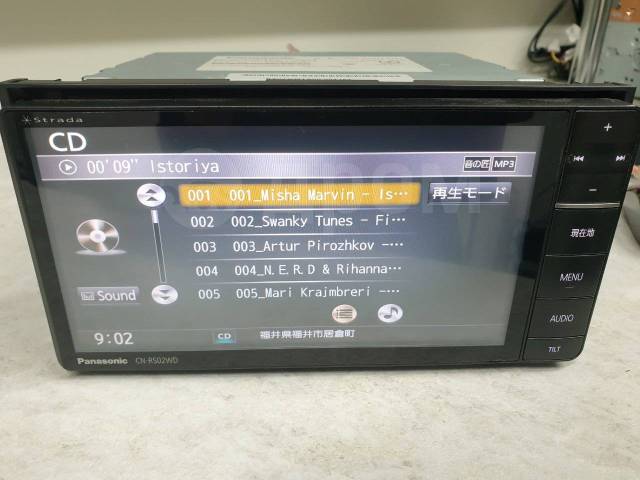 Strada
CD
00'09" Istoriya
音の匠 MP3
001 001_Misha Marvin - Is…
再生モード
002 002_Swanky Tunes - Fi…
003 003_Artur Pirozhkov -…
004 004_N.E.R.D & Rihanna…
005 005_Mari Krajmbreri -…
Sound
9:02
CD
福井県福井市居倉町
Panasonic CN-RS02WD
+
−
現在地
MENU
AUDIO
TILT